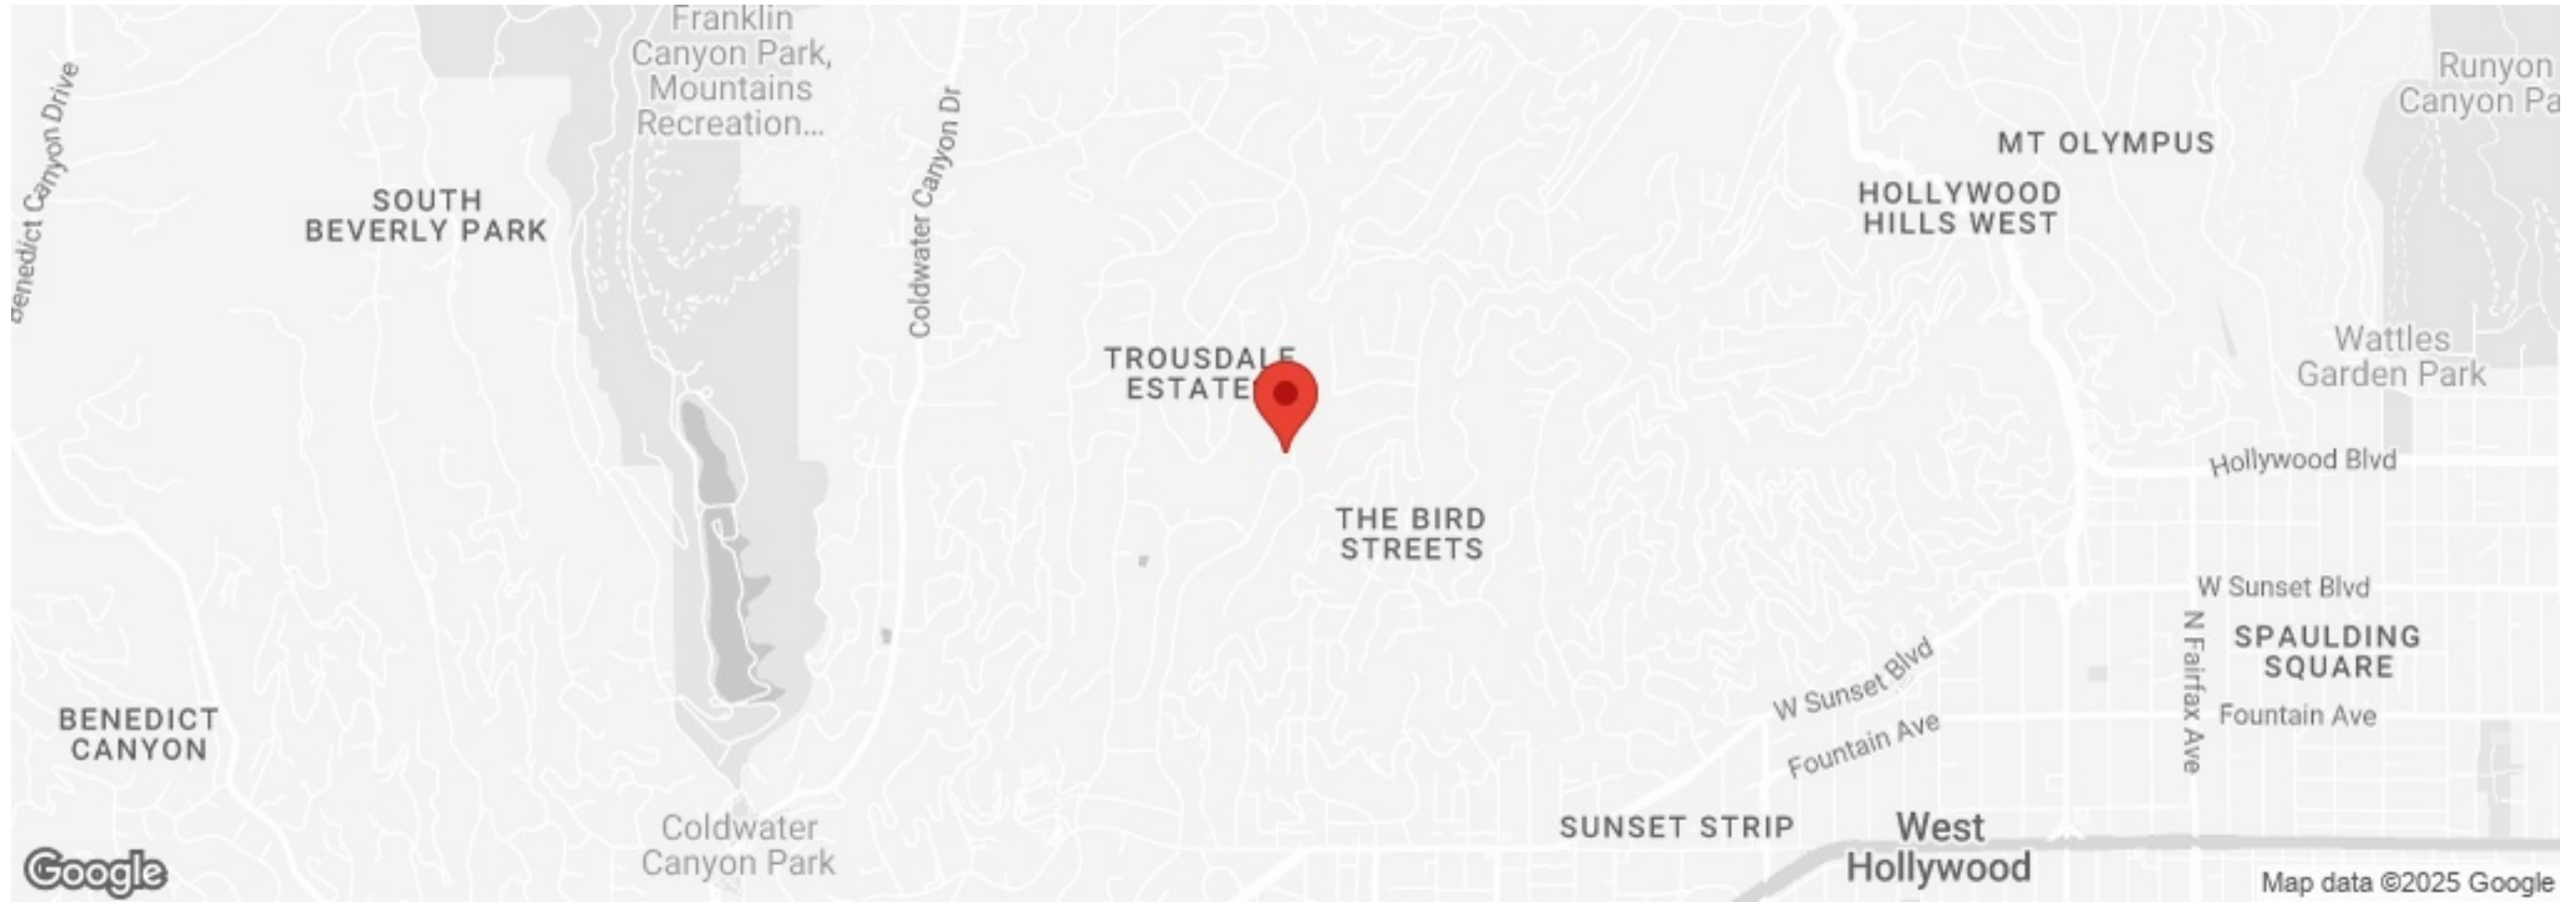 Franklin
Canyon Park,
Mountains
Recreation...
Benedict Canyon Drive
Coldwater Canyon Dr
Runyon
Canyon Pa
MT OLYMPUS
HOLLYWOOD
HILLS WEST
SOUTH
BEVERLY PARK
TROUSDALE
ESTATE
Wattles
Garden Park
Hollywood Blvd
THE BIRD
STREETS
W Sunset Blvd
N Fairfax Ave
SPAULDING
SQUARE
W Sunset Blvd
Fountain Ave
Fountain Ave
BENEDICT
CANYON
SUNSET STRIP
West
Hollywood
Coldwater
Canyon Park
Google
Map data ©2025 Google